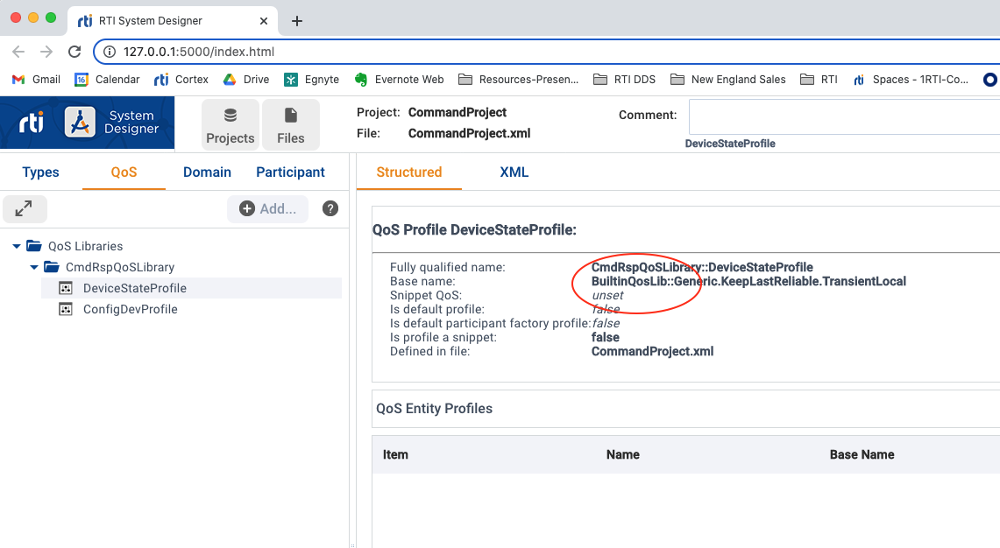 rti RTI System Designer
127.0.0.1:5000/index.html
Gmail 16 Calendar rti Cortex Drive Egnyte Evernote Web Resources-Presen... RTI DDS New England Sales RTI rti Spaces - 1RTI-Co...
rti System Designer
Projects
Files
Project: CommandProject
File: CommandProject.xml
Comment:
DeviceStateProfile
Types QoS Domain Participant
Structured XML
Add... ?
QoS Libraries
CmdRspQoSLibrary
DeviceStateProfile
ConfigDevProfile
QoS Profile DeviceStateProfile:
Fully qualified name: CmdRspQoSLibrary::DeviceStateProfile
Base name: BuiltinQosLib::Generic.KeepLastReliable.TransientLocal
Snippet QoS: unset
Is default profile: false
Is default participant factory profile: false
Is profile a snippet: false
Defined in file: CommandProject.xml
QoS Entity Profiles
Item Name Base Name